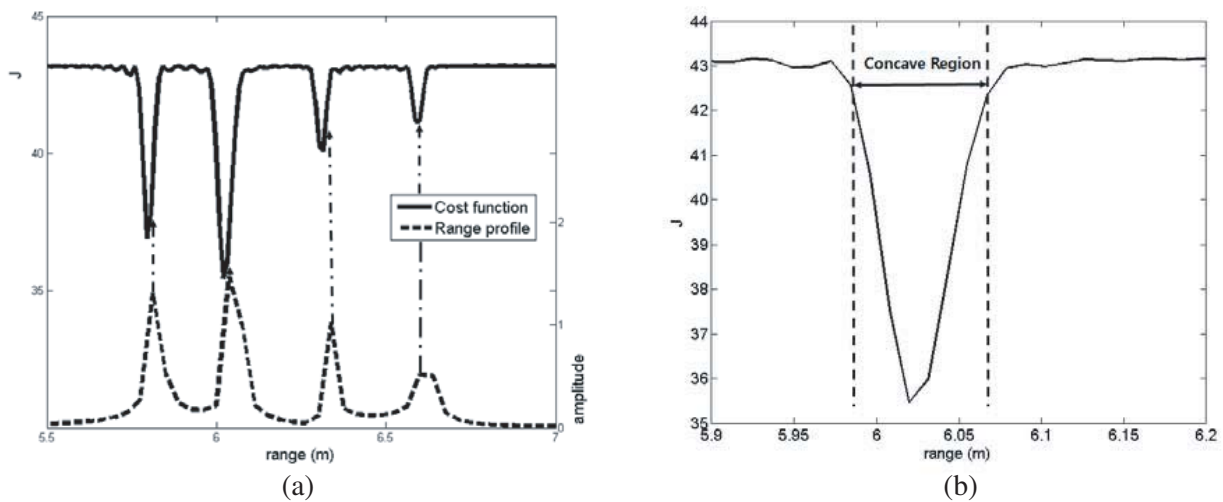 45
40
35
J
2
1
0
amplitude
Cost function
Range profile
5.5
6
6.5
7
range (m)
(a)
44
43
42
41
40
39
38
37
36
35
J
Concave Region
5.9
5.95
6
6.05
6.1
6.15
6.2
range (m)
(b)